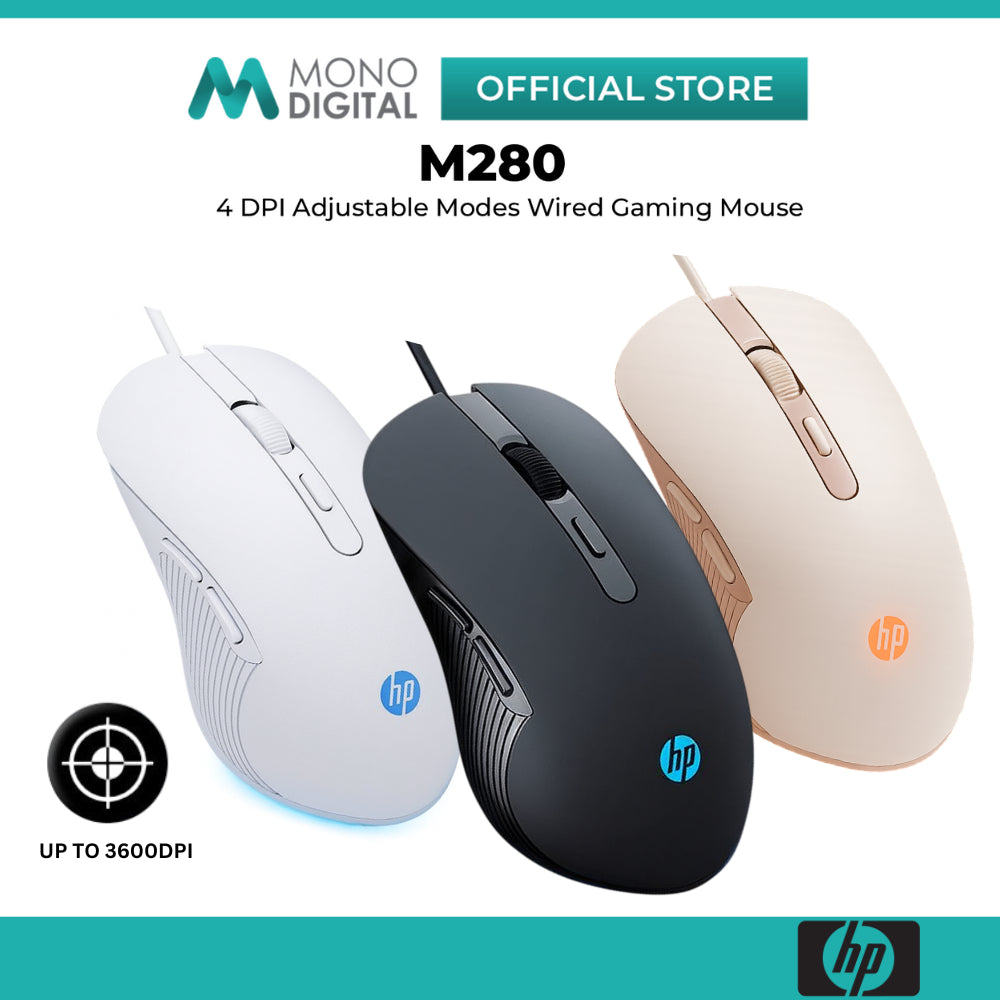 MONO
DIGITAL
OFFICIAL STORE
M280
4 DPI Adjustable Modes Wired Gaming Mouse
hp
hp
hp
UP TO 3600DPI
hp